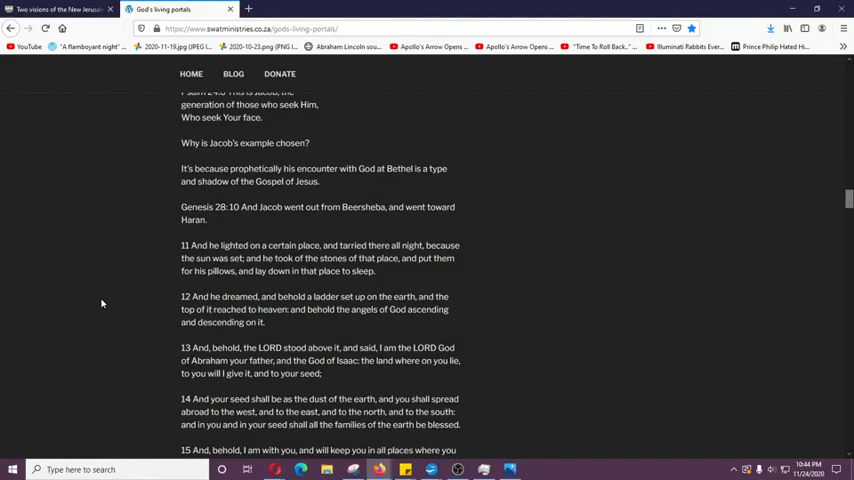 Two visions of the New Jerusal
God's living portals
https://www.swatministries.co.za/gods-living-portals/
YouTube
"A flamboyant night"
2020-11-19.jpg (JPEG I
2020-10-23.png (PNG I
Abraham Lincoln sou
Apollo's Arrow Opens
Apollo's Arrow Opens
"Time To Roll Back."
Illuminati Rabbits Ever
Prince Philip Hated Hi
HOME
BLOG
DONATE
Psalm 24:6 This is Jacob, the
generation of those who seek Him,
Who seek Your face.
Why is Jacob's example chosen?
It's because prophetically his encounter with God at Bethel is a type
and shadow of the Gospel of Jesus.
Genesis 28: 10 And Jacob went out from Beersheba, and went toward
Haran.
11 And he lighted on a certain place, and tarried there all night, because
the sun was set; and he took of the stones of that place, and put them
for his pillows, and lay down in that place to sleep.
12 And he dreamed, and behold a ladder set up on the earth, and the
top of it reached to heaven: and behold the angels of God ascending
and descending on it.
13 And, behold, the LORD stood above it, and said, I am the LORD God
of Abraham your father, and the God of Isaac: the land where on you lie,
to you will I give it, and to your seed;
14 And your seed shall be as the dust of the earth, and you shall spread
abroad to the west, and to the east, and to the north, and to the south:
and in you and in your seed shall all the families of the earth be blessed.
15 And, behold, I am with you, and will keep you in all places where you
Type here to search
10:44 PM
11/24/2020